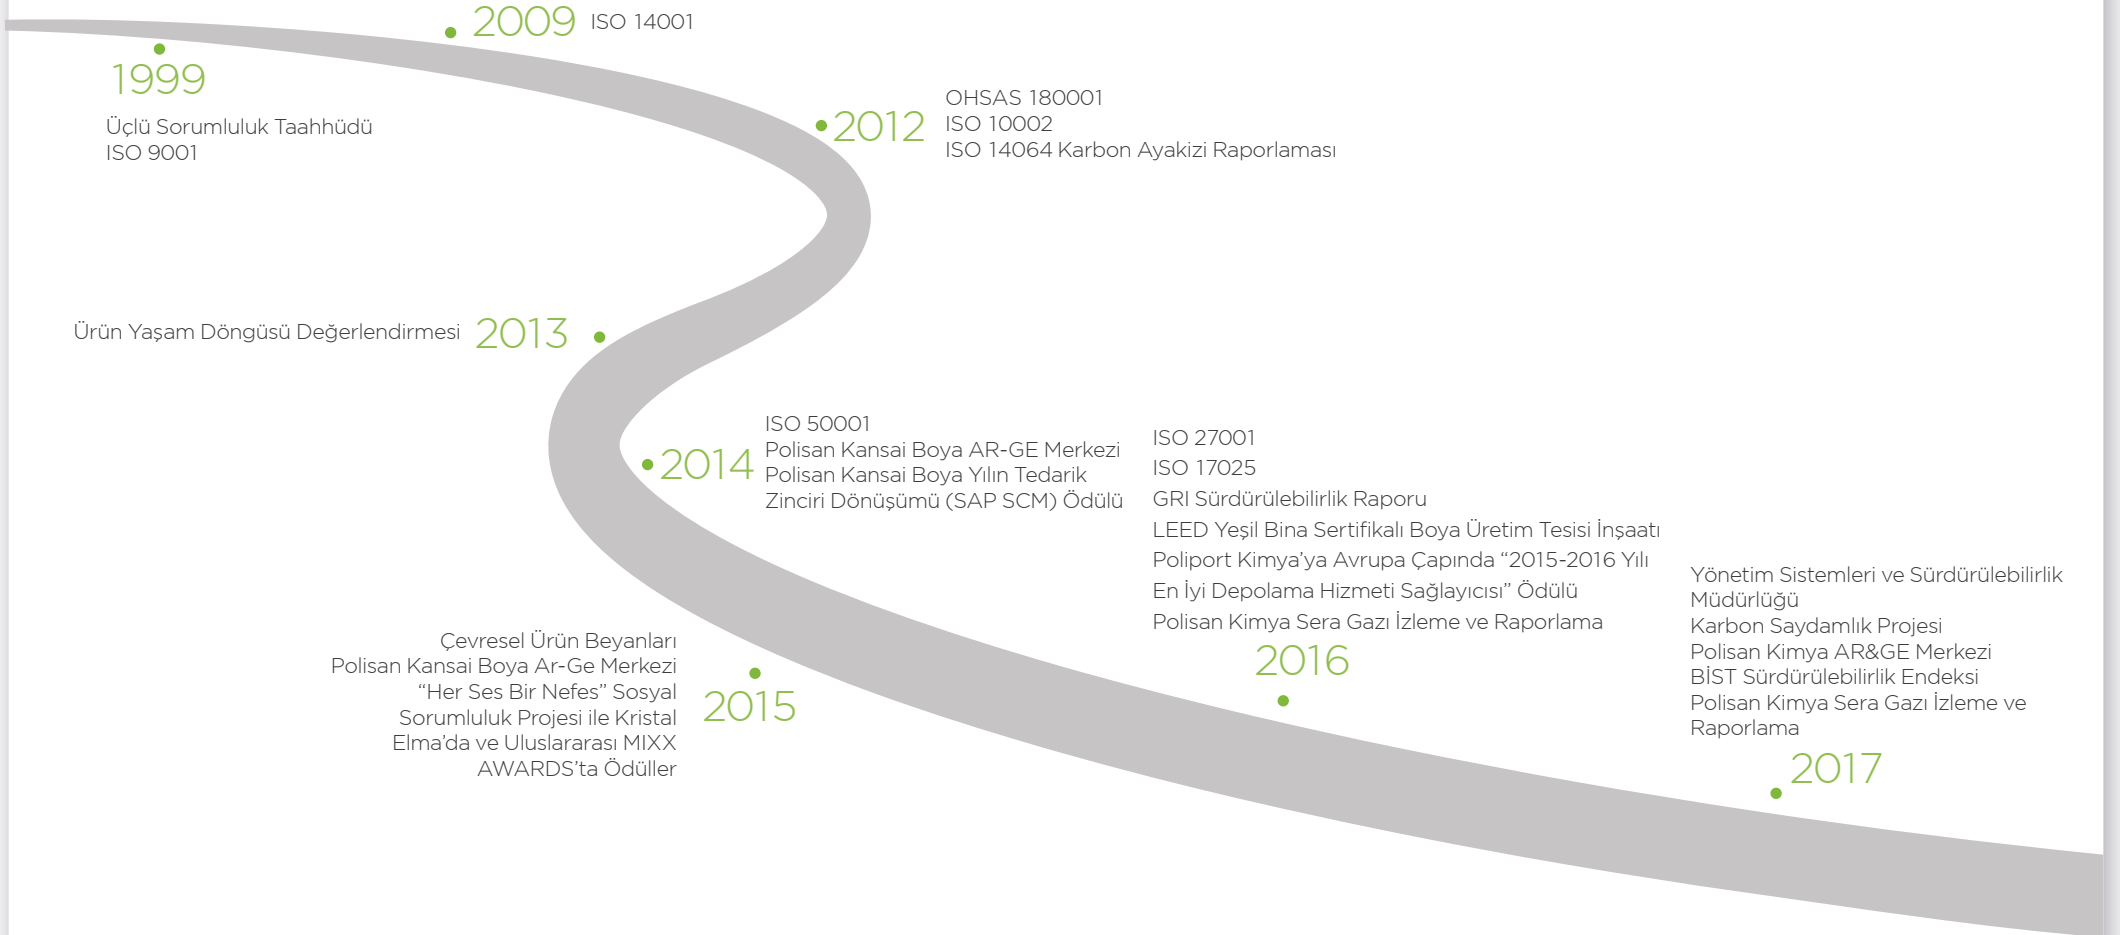 2009 ISO 14001
1999
Üçlü Sorumluluk Taahhüdü
ISO 9001
2012
OHSAS 180001
ISO 10002
ISO 14064 Karbon Ayakizi Raporlaması
Ürün Yaşam Döngüsü Değerlendirmesi 2013
2014
ISO 50001
Polisan Kansai Boya AR-GE Merkezi
Polisan Kansai Boya Yılın Tedarik
Zinciri Dönüşümü (SAP SCM) Ödülü
Çevresel Ürün Beyanları
Polisan Kansai Boya Ar-Ge Merkezi
“Her Ses Bir Nefes” Sosyal
Sorumluluk Projesi ile Kristal
Elma’da ve Uluslararası MIXX
AWARDS’ta Ödüller
2015
ISO 27001
ISO 17025
GRI Sürdürülebilirlik Raporu
LEED Yeşil Bina Sertifikalı Boya Üretim Tesisi İnşaatı
Poliport Kimya’ya Avrupa Çapında “2015-2016 Yılı
En İyi Depolama Hizmeti Sağlayıcısı” Ödülü
Polisan Kimya Sera Gazı İzleme ve Raporlama
2016
Yönetim Sistemleri ve Sürdürülebilirlik
Müdürlüğü
Karbon Saydamlık Projesi
Polisan Kimya AR&GE Merkezi
BİST Sürdürülebilirlik Endeksi
Polisan Kimya Sera Gazı İzleme ve
Raporlama
2017